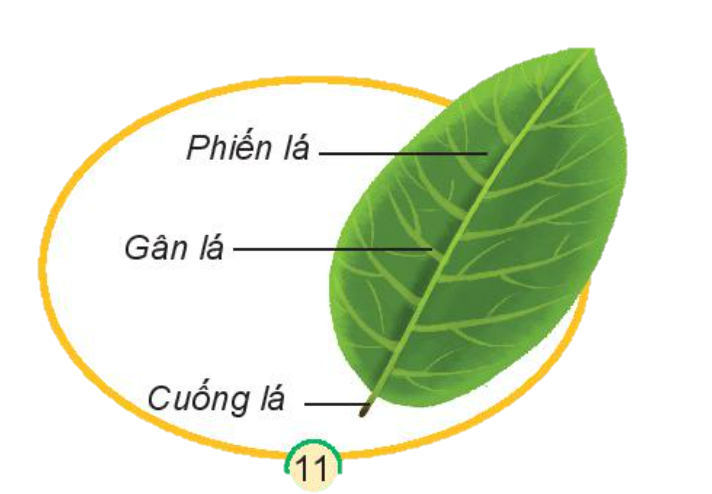 Phiến lá
Gân lá
Cuống lá
11